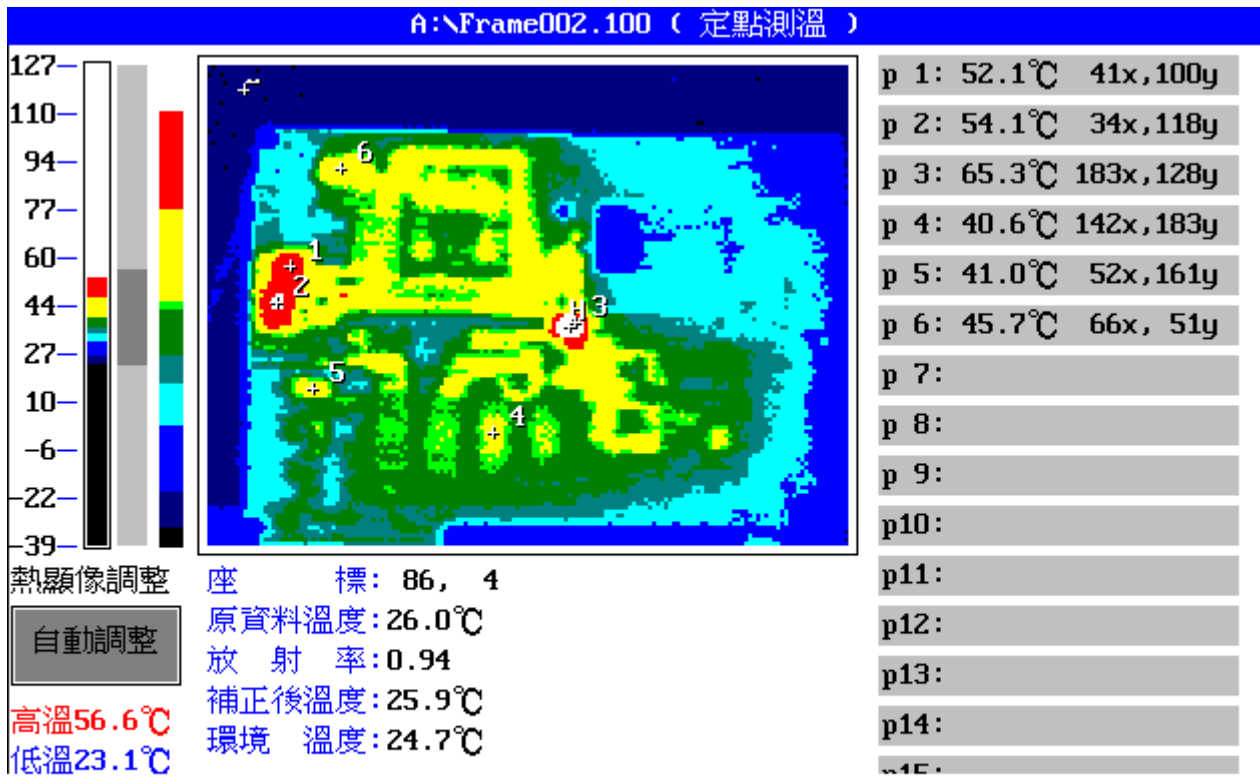 A:\Frame002.100 ( 定點測溫 )
127
110
94
77
60
44
27
10
-6
-22
-39
6
1
2
H 3
5
4
熱顯像調整
自動調整
高溫56.6℃
低溫23.1℃
座 標: 86, 4
原資料溫度:26.0℃
放 射 率:0.94
補正後溫度:25.9℃
環境 溫度:24.7℃
p 1: 52.1℃ 41x,100y
p 2: 54.1℃ 34x,118y
p 3: 65.3℃ 183x,128y
p 4: 40.6℃ 142x,183y
p 5: 41.0℃ 52x,161y
p 6: 45.7℃ 66x, 51y
p 7:
p 8:
p 9:
p10:
p11:
p12:
p13:
p14: